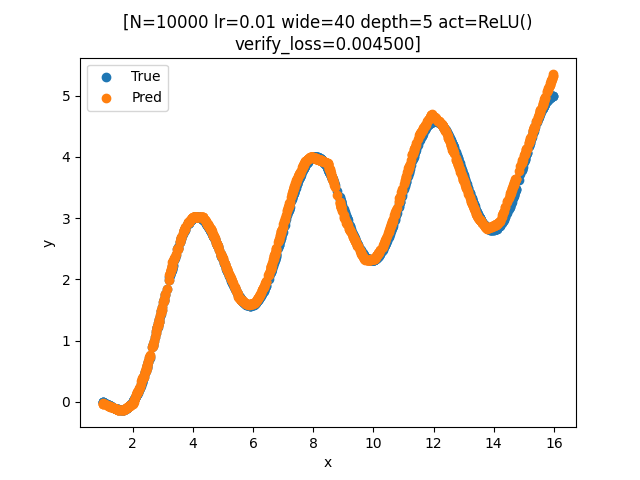 [N=10000 lr=0.01 wide=40 depth=5 act=ReLU()
verify_loss=0.004500]
True
Pred
5
4
3
2
1
0
y
2 4 6 8 10 12 14 16
x